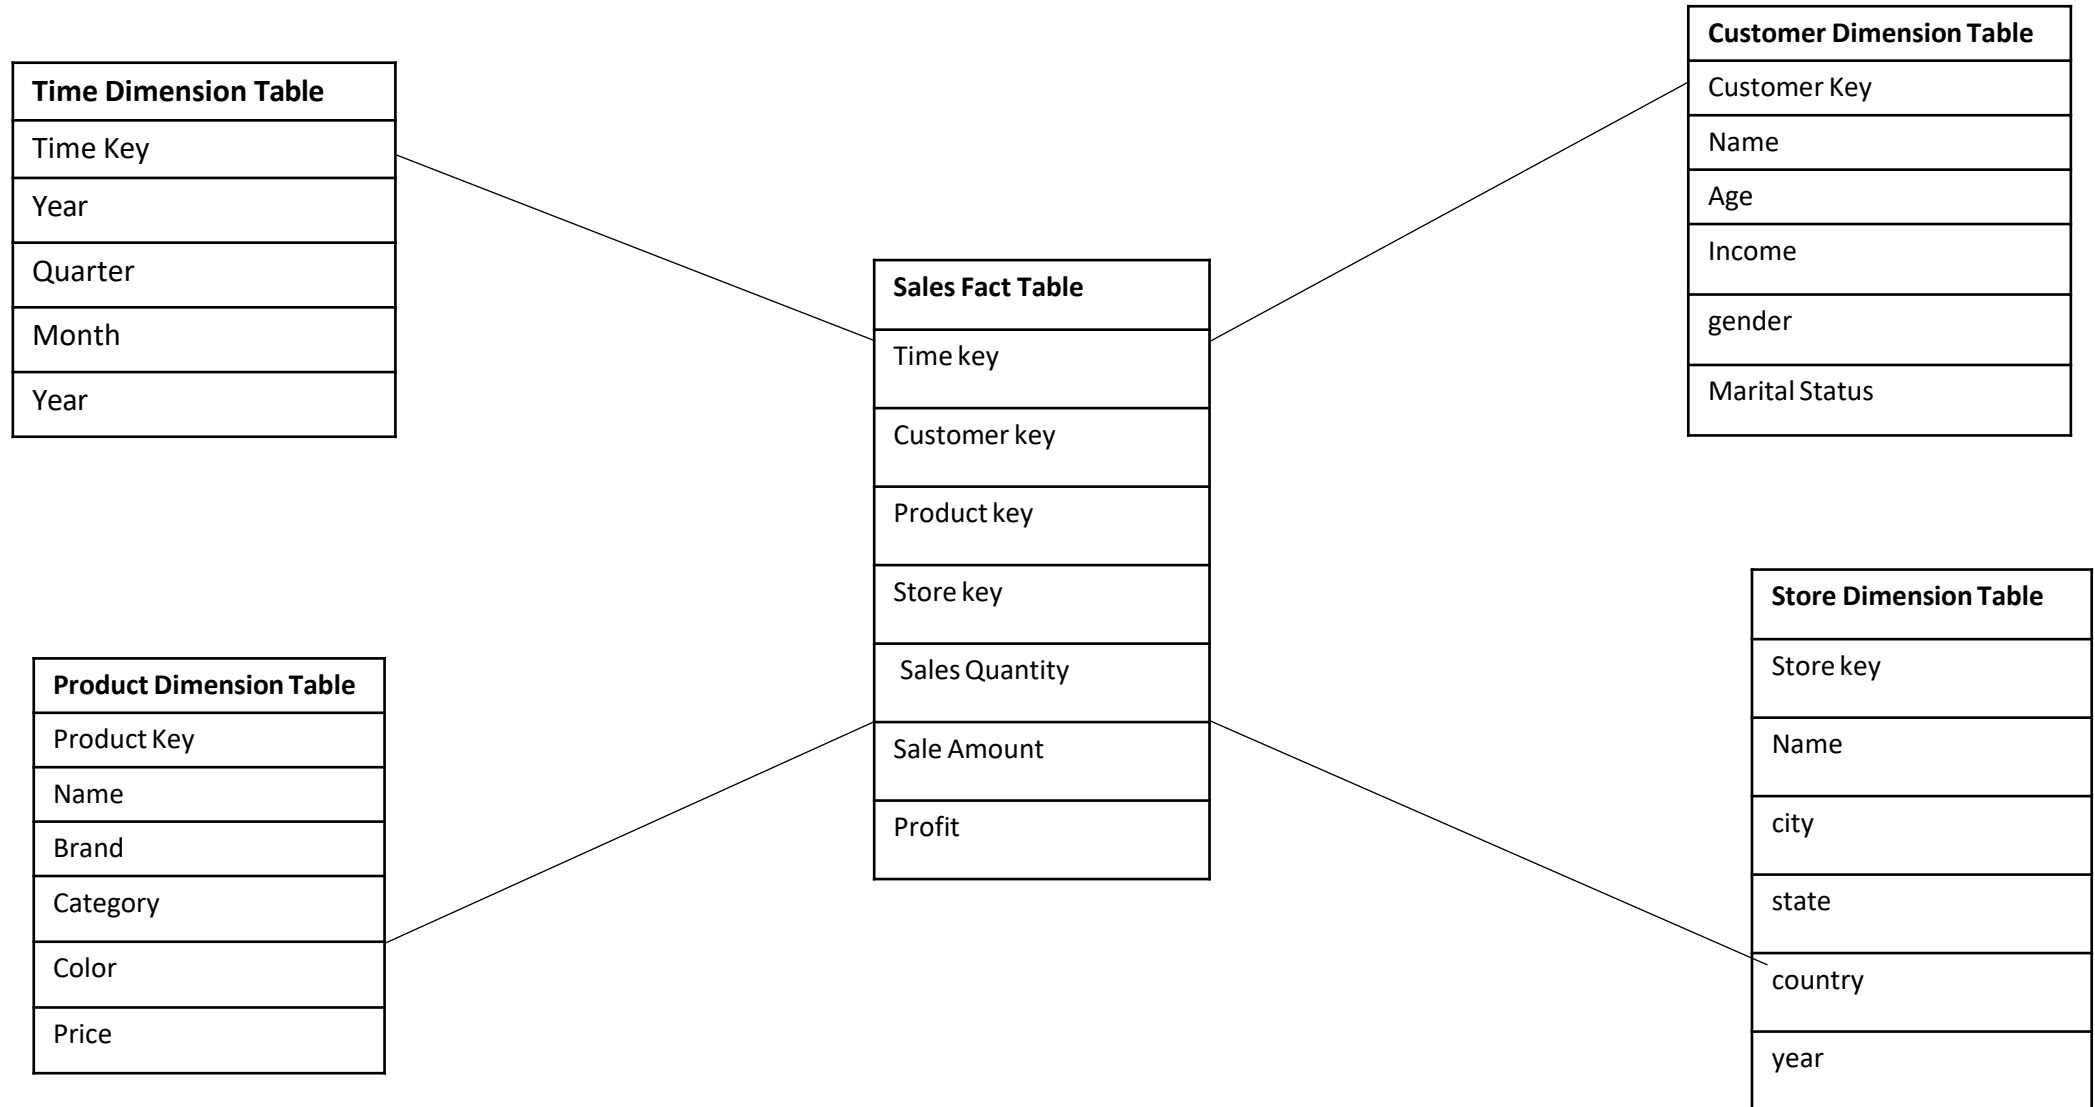 Time Dimension Table
Time Key
Year
Quarter
Month
Year
Customer Dimension Table
Customer Key
Name
Age
Income
gender
Marital Status
Sales Fact Table
Time key
Customer key
Product key
Store key
Sales Quantity
Sale Amount
Profit
Product Dimension Table
Product Key
Name
Brand
Category
Color
Price
Store Dimension Table
Store key
Name
city
state
country
year